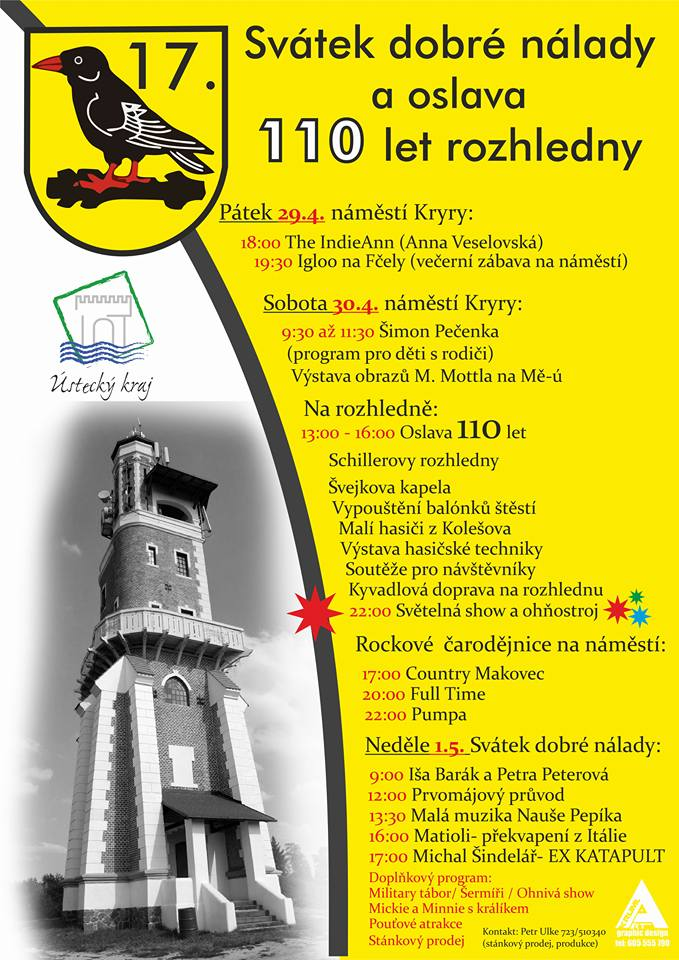 17.
Svátek dobré nálady
a oslava
110 let rozhledny
Pátek 29.4. náměstí Kryry:
18:00 The IndieAnn (Anna Veselovská)
19:30 Igloo na Fčely (večerní zábava na náměstí)
Ústecký kraj
Sobota 30.4. náměstí Kryry:
9:30 až 11:30 Šimon Pečenka
(program pro děti s rodiči)
Výstava obrazů M. Mottla na Mě-ú
Na rozhledně:
13:00 - 16:00 Oslava 110 let
Schillerovy rozhledny
Švejkova kapela
Vypouštění balónků štěstí
Malí hasiči z Kolešova
Výstava hasičské techniky
Soutěže pro návštěvníky
Kyvadlová doprava na rozhlednu
22:00 Světelná show a ohňostroj
Rockové čarodějnice na náměstí:
17:00 Country Makovec
20:00 Full Time
22:00 Pumpa
Neděle 1.5. Svátek dobré nálady:
9:00 Iša Barák a Petra Peterová
12:00 Prvomájový průvod
13:30 Malá muzika Nauše Pepíka
16:00 Matioli- překvapení z Itálie
17:00 Michal Šindelář- EX KATAPULT
Doplňkový program:
Military tábor/ Šermíři / Ohnivá show
Mickie a Minnie s králíkem
Pouťové atrakce
Stánkový prodej
Kontakt: Petr Ulke 723/510340
(stánkový prodej, produkce)
graphic design
tel: 605 555 790